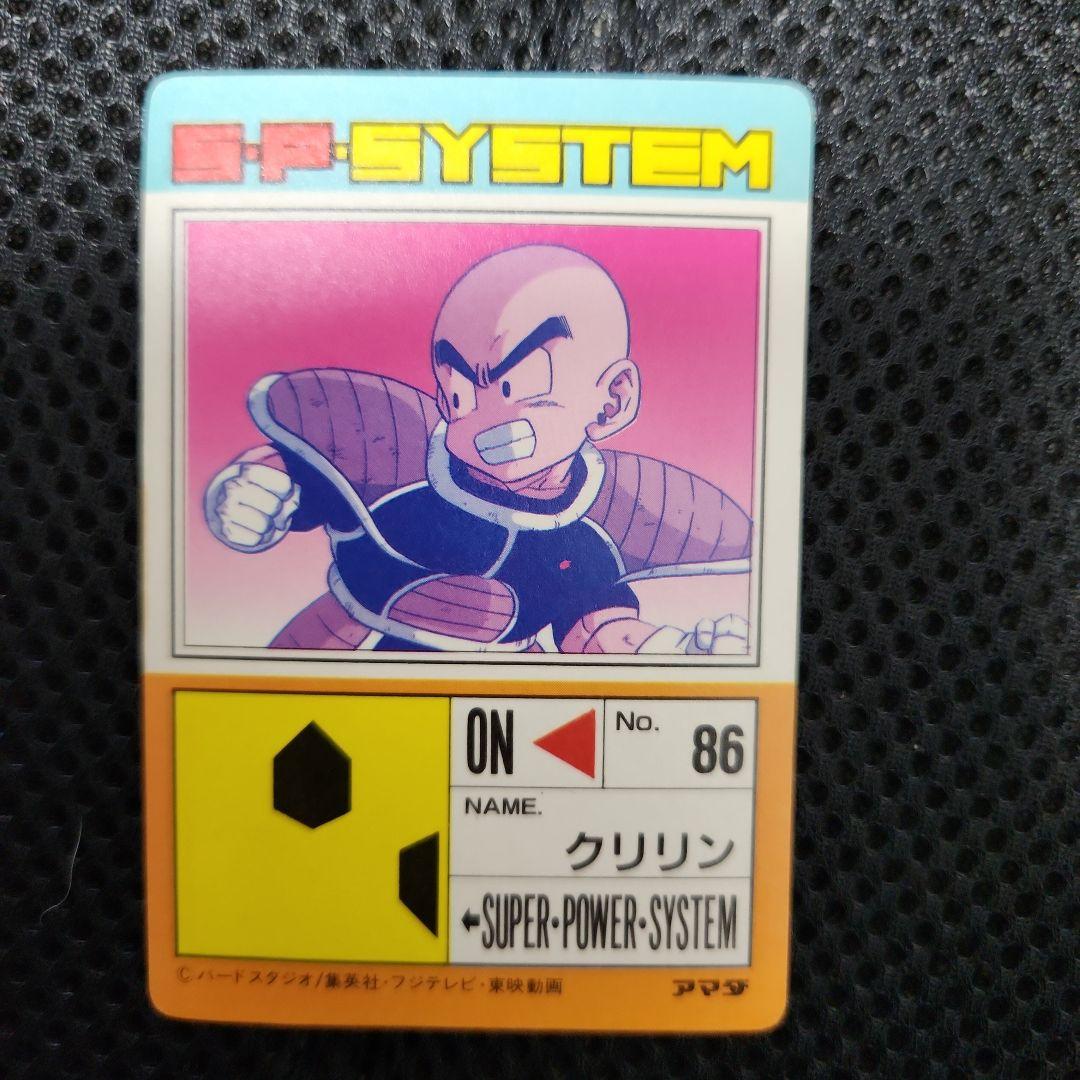 S・P・SYSTEM
ON
No.
86
NAME.
クリリン
←SUPER・POWER・SYSTEM
©バードスタジオ/集英社・フジテレビ・東映動画
アマダ